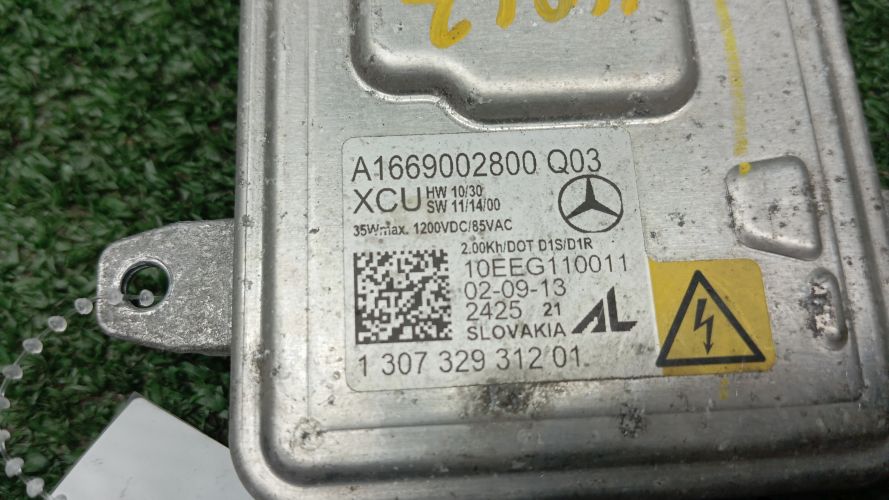 A1669002800 Q03
XCU HW 10/30
SW 11/14/00
35Wmax. 1200VDC/85VAC
2.00Kh/DOT D1S/D1R
10EEG110011
02-09-13
2425 21
SLOVAKIA AL
1 307 329 312 01